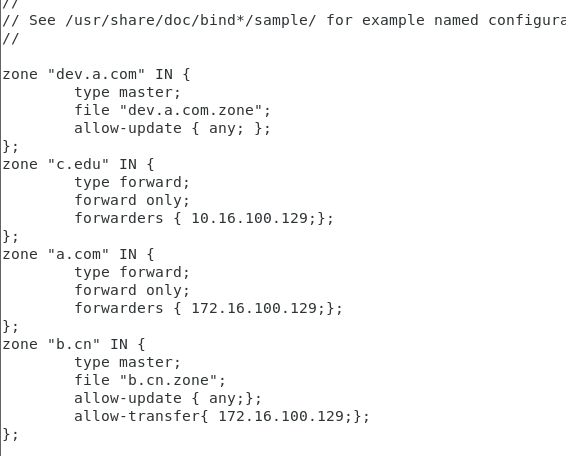 //
// See /usr/share/doc/bind*/sample/ for example named configura
//
zone "dev.a.com" IN {
        type master;
        file "dev.a.com.zone";
        allow-update { any; };
};
zone "c.edu" IN {
        type forward;
        forward only;
        forwarders { 10.16.100.129;};
};
zone "a.com" IN {
        type forward;
        forward only;
        forwarders { 172.16.100.129;};
};
zone "b.cn" IN {
        type master;
        file "b.cn.zone";
        allow-update { any;};
        allow-transfer{ 172.16.100.129;};
};